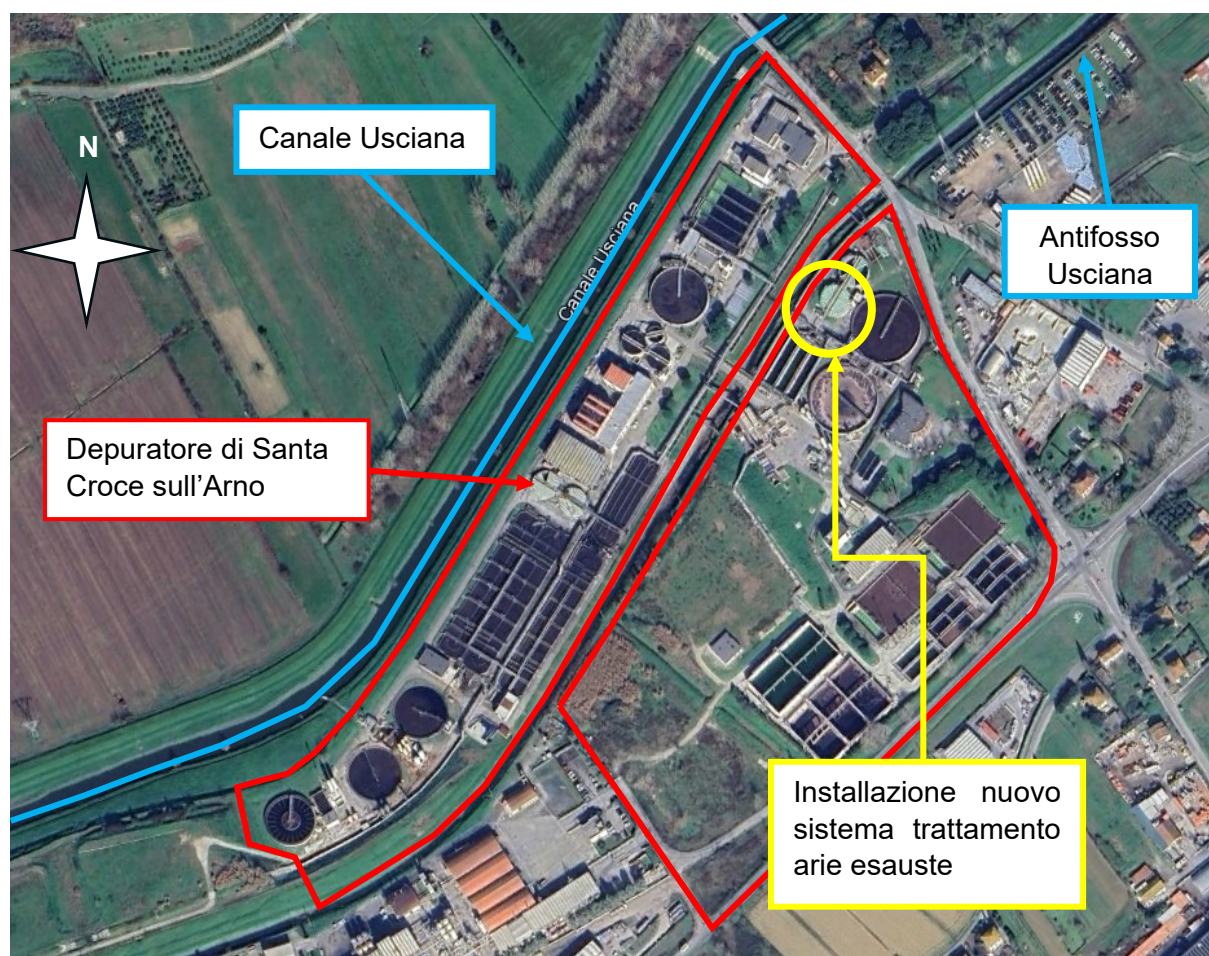 N
Canale Usciana
Canale Usciana
Antifosso
Usciana
Depuratore di Santa
Croce sull’Arno
Installazione nuovo
sistema trattamento
arie esauste